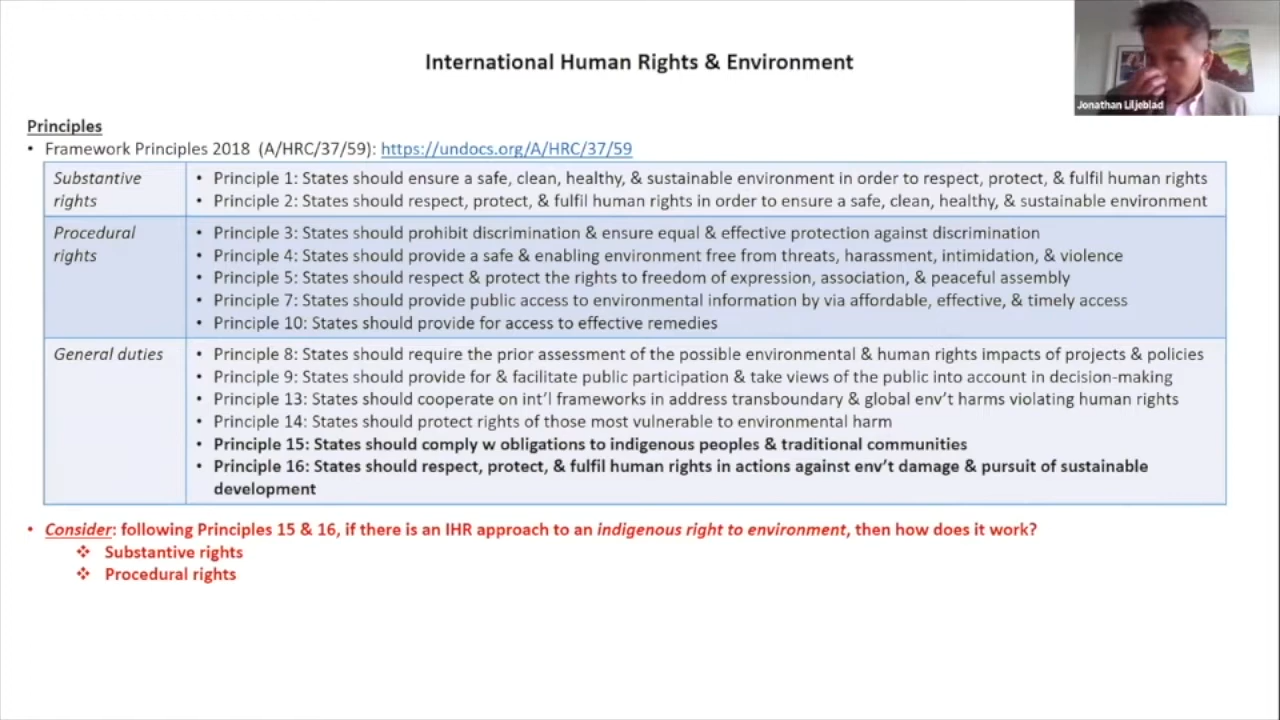 International Human Rights & Environment
Jonathan Liljeblad
Principles
• Framework Principles 2018 (A/HRC/37/59): https://undocs.org/A/HRC/37/59
Substantive
rights
• Principle 1: States should ensure a safe, clean, healthy, & sustainable environment in order to respect, protect, & fulfil human rights
• Principle 2: States should respect, protect, & fulfil human rights in order to ensure a safe, clean, healthy, & sustainable environment
Procedural
rights
• Principle 3: States should prohibit discrimination & ensure equal & effective protection against discrimination
• Principle 4: States should provide a safe & enabling environment free from threats, harassment, intimidation, & violence
• Principle 5: States should respect & protect the rights to freedom of expression, association, & peaceful assembly
• Principle 7: States should provide public access to environmental information by via affordable, effective, & timely access
• Principle 10: States should provide for access to effective remedies
General duties
• Principle 8: States should require the prior assessment of the possible environmental & human rights impacts of projects & policies
• Principle 9: States should provide for & facilitate public participation & take views of the public into account in decision-making
• Principle 13: States should cooperate on int'l frameworks in address transboundary & global env't harms violating human rights
• Principle 14: States should protect rights of those most vulnerable to environmental harm
• Principle 15: States should comply w obligations to indigenous peoples & traditional communities
• Principle 16: States should respect, protect, & fulfil human rights in actions against env't damage & pursuit of sustainable
development
• Consider: following Principles 15 & 16, if there is an IHR approach to an indigenous right to environment, then how does it work?
❖ Substantive rights
❖ Procedural rights